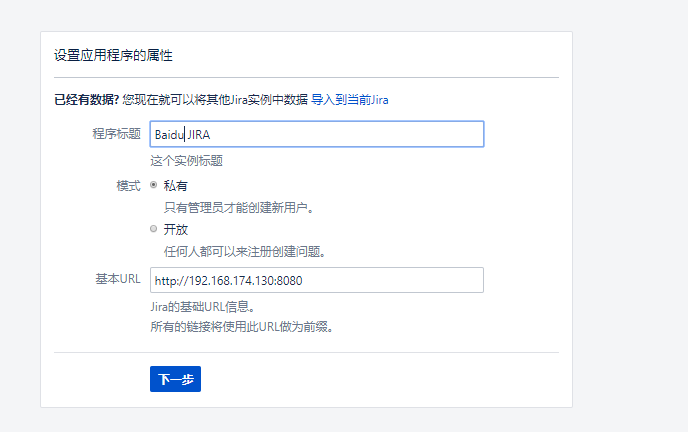 设置应用程序的属性
已经有数据? 您现在就可以将其他Jira实例中数据 导入到当前Jira
程序标题 Baidu JIRA
这个实例标题
模式 私有
只有管理员才能创建新用户。
开放
任何人都可以来注册创建问题。
基本URL http://192.168.174.130:8080
Jira的基础URL信息。
所有的链接将使用此URL做为前缀。
下一步